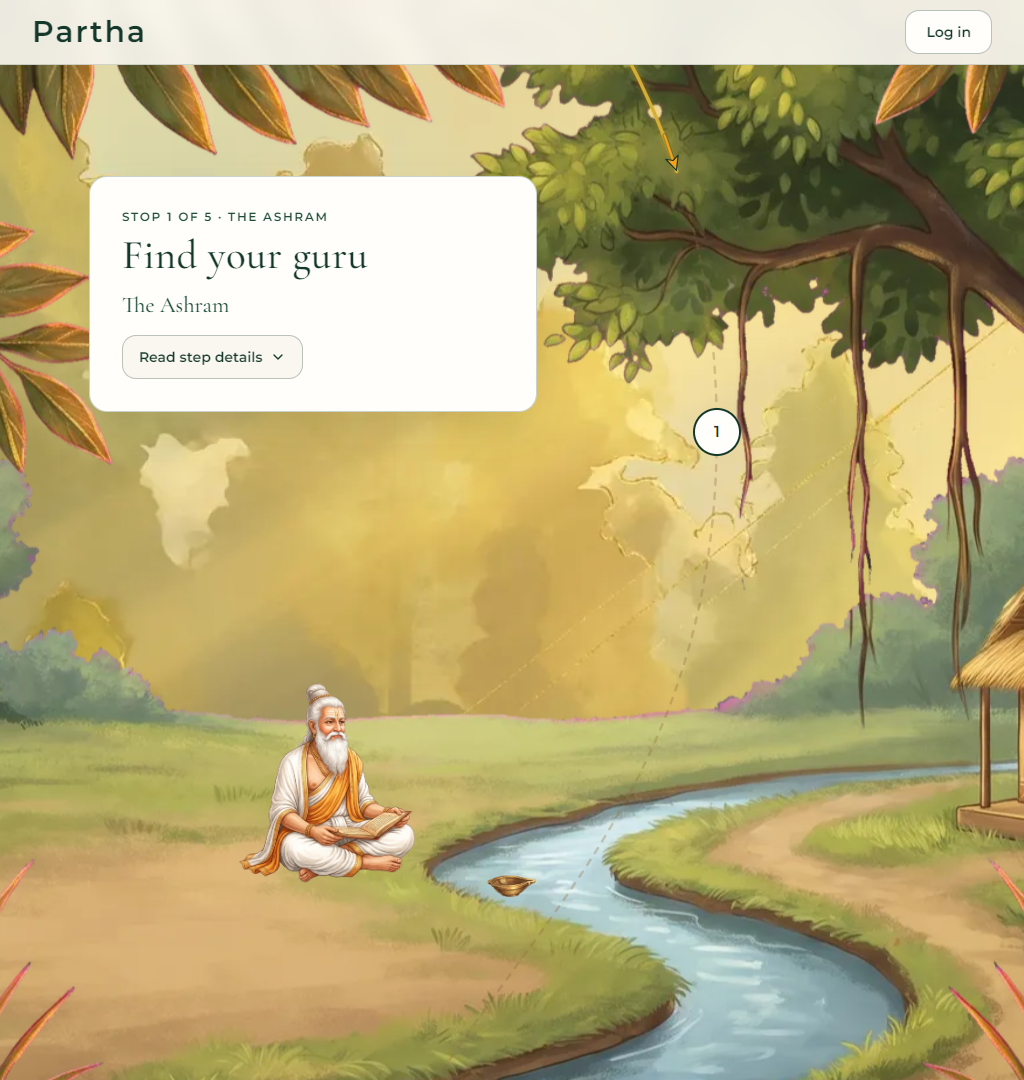 Partha
Log in
STOP 1 OF 5 · THE ASHRAM
Find your guru
The Ashram
Read step details
1